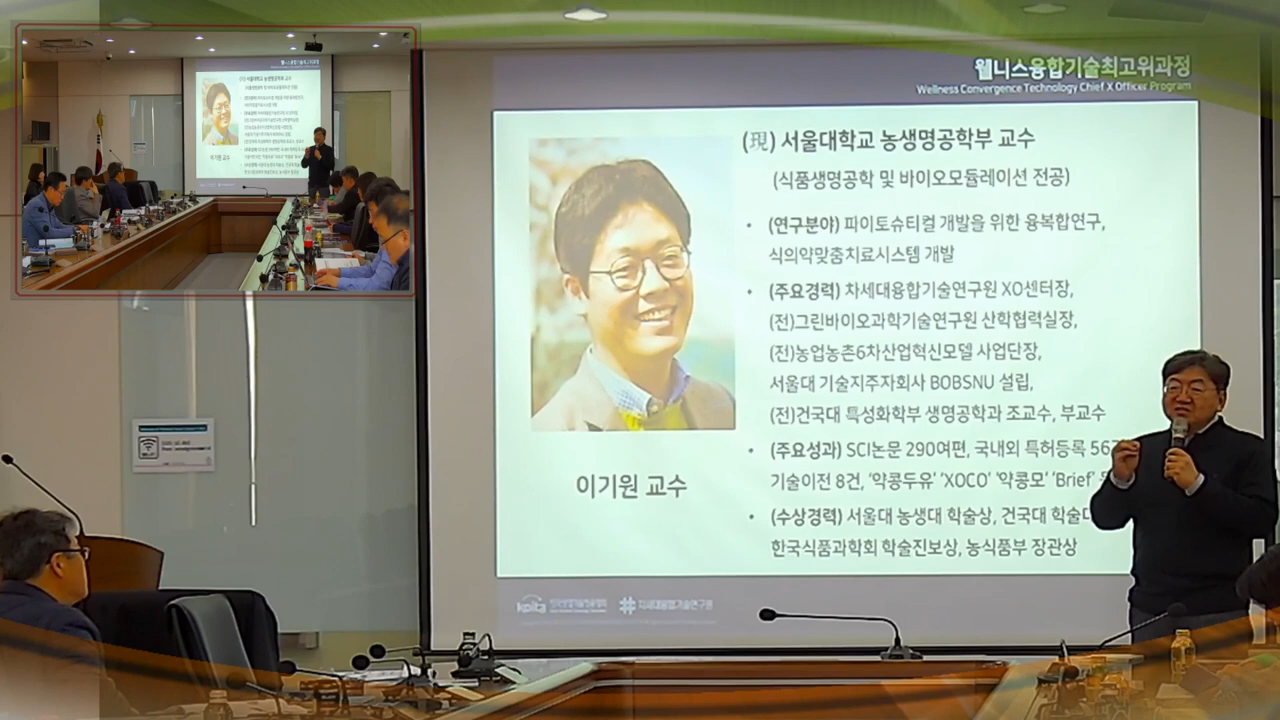 웰니스융합기술최고위과정
Wellness Convergence Technology Chief X Officer Program
(現) 서울대학교 농생명공학부 교수
(식품생명공학 및 바이오모듈레이션 전공)
• (연구분야) 파이토슈티컬 개발을 위한 융복합연구,
식의약맞춤치료시스템 개발
• (주요경력) 차세대융합기술연구원 XO센터장,
(전)그린바이오과학기술연구원 산학협력실장,
(전)농업농촌6차산업혁신모델 사업단장,
서울대 기술지주자회사 BOBSNU 설립,
(전)건국대 특성화학부 생명공학과 조교수, 부교수
• (주요성과) SCI논문 290여편, 국내외 특허등록 56
기술이전 8건, '약콩두유' 'XOCO' '약콩모' 'Brief'
• (수상경력) 서울대 농생대 학술상, 건국대
한국식품과학회 학술진보상, 농식품부 장관상
이기원 교수
kpita
차세대융합기술연구원